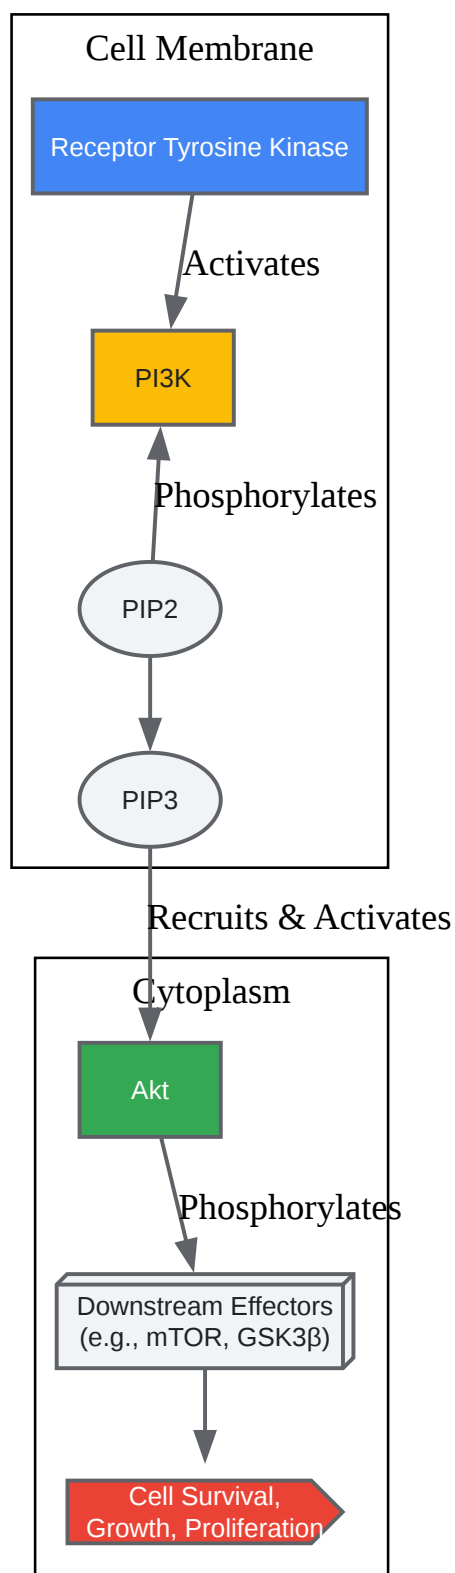 Cell Membrane
Receptor Tyrosine Kinase
Activates
PI3K
Phosphorylates
PIP2
PIP3
Recruits & Activates
Cytoplasm
Akt
Phosphorylates
Downstream Effectors
(e.g., mTOR, GSK3β)
Cell Survival,
Growth, Proliferation